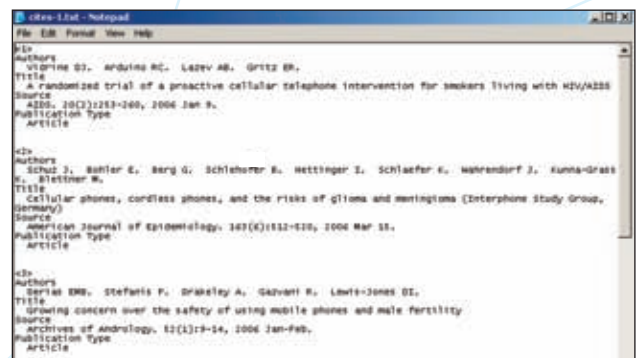 cites-1.txt - Notepad
File Edit Format View Help
<1>
Authors
Vidrine DJ. Arduino RC. Lazev AB. Gritz ER.
Title
A randomized trial of a proactive cellular telephone intervention for smokers living with HIV/AIDS
Source
AIDS. 20(2):253-260, 2006 Jan 9.
Publication Type
Article
<2>
Authors
Schuz J. Bohler E. Berg G. Schlehofer B. Hettinger I. Schlaefer K. Wahrendorf J. Kunna-Grass
K. Blettner M.
Title
Cellular phones, cordless phones, and the risks of glioma and meningioma (Interphone Study Group,
Germany)
Source
American Journal of Epidemiology. 163(6):512-520, 2006 Mar 15.
Publication Type
Article
<3>
Authors
Derias EMB. Stefanis P. Drakeley A. Gazvani R. Lewis-Jones DI.
Title
Growing concern over the safety of using mobile phones and male fertility
Source
Archives of Andrology. 52(1):9-14, 2006 Jan-Feb.
Publication Type
Article